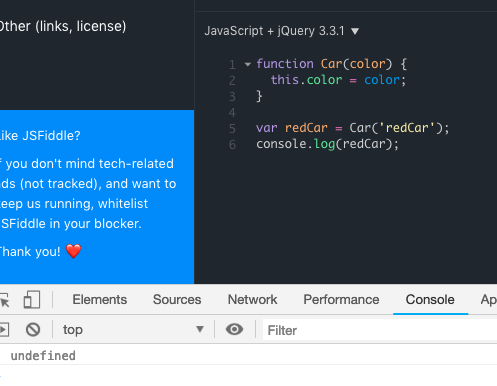 Other (links, license)
ike JSFiddle?
f you don't mind tech-related
ds (not tracked), and want to
eep us running, whitelist
SFiddle in your blocker.
hank you! ❤️
JavaScript + jQuery 3.3.1 ▼
1 function Car(color) {
2 this.color = color;
3 }
4
5 var redCar = Car('redCar');
6 console.log(redCar);
Elements Sources Network Performance Console Ap
top ▼ Filter
undefined